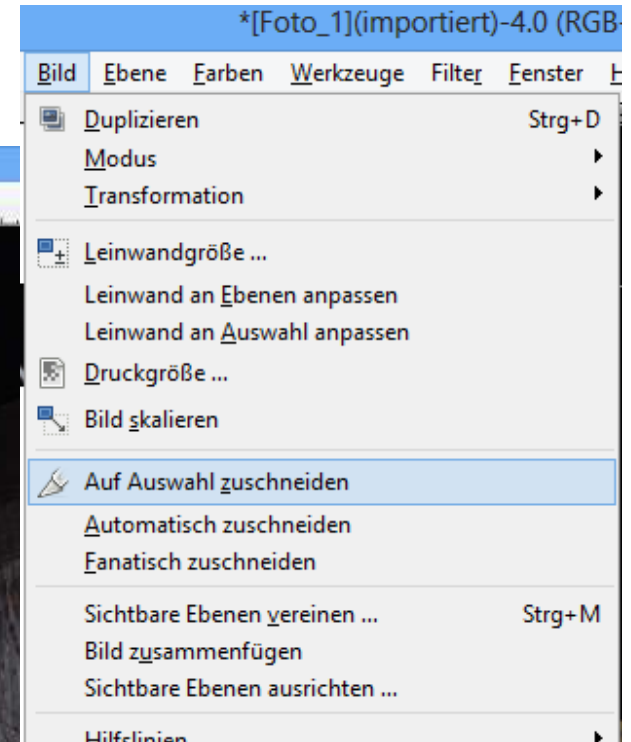 *[Foto_1](importiert)-4.0 (RGB-
Bild Ebene Farben Werkzeuge Filter Fenster H
Duplizieren Strg+D
Modus
Transformation
Leinwandgröße ...
Leinwand an Ebenen anpassen
Leinwand an Auswahl anpassen
Druckgröße ...
Bild skalieren
Auf Auswahl zuschneiden
Automatisch zuschneiden
Fanatisch zuschneiden
Sichtbare Ebenen vereinen ... Strg+M
Bild zusammenfügen
Sichtbare Ebenen ausrichten ...
Hilfslinien